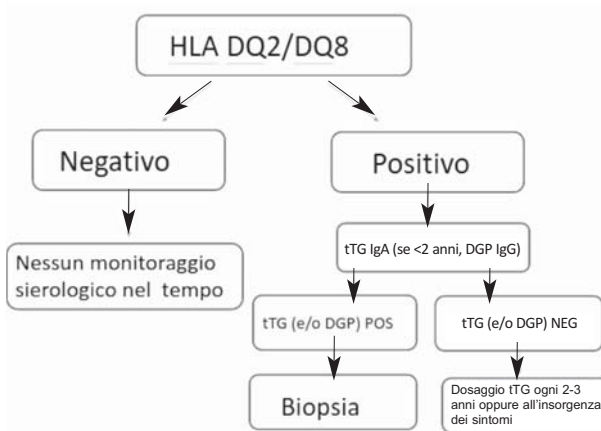 HLA DQ2/DQ8
Negativo
Positivo
Nessun monitoraggio
sierologico nel tempo
tTG IgA (se <2 anni, DGP IgG)
tTG (e/o DGP) POS
tTG (e/o DGP) NEG
Biopsia
Dosaggio tTG ogni 2-3
anni oppure all'insorgenza
dei sintomi